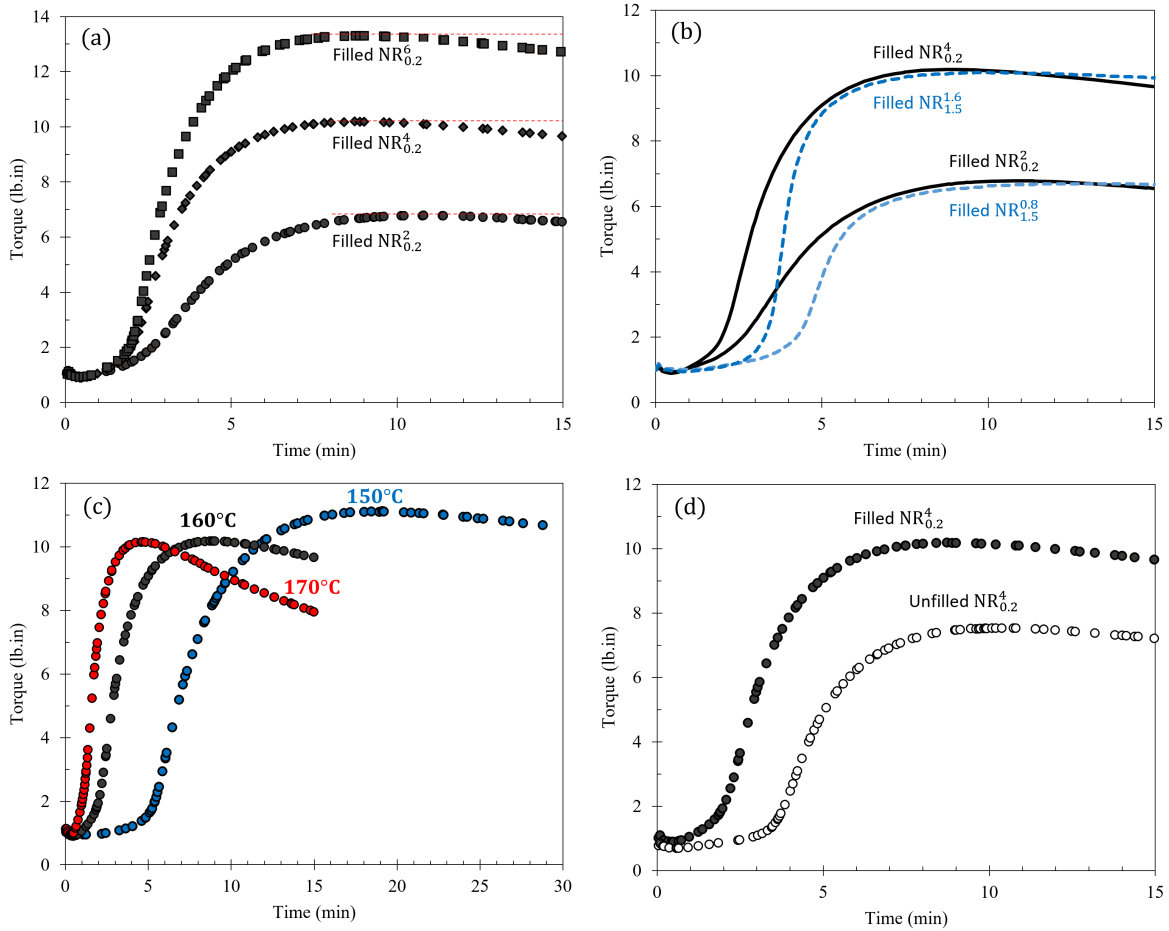 (a)
14
12
10
8
6
4
2
0
Torque (lb.in)
Filled NR⁶₀.₂
Filled NR⁴₀.₂
Filled NR²₀.₂
0 5 10 15
Time (min)
(b)
12
10
8
6
4
2
0
Torque (lb.in)
Filled NR⁴₀.₂
Filled NR¹·⁶₁.₅
Filled NR²₀.₂
Filled NR⁰·⁸₁.₅
0 5 10 15
Time (min)
(c)
12
10
8
6
4
2
0
Torque (lb.in)
150°C
160°C
170°C
0 5 10 15 20 25 30
Time (min)
(d)
12
10
8
6
4
2
0
Torque (lb.in)
Filled NR⁴₀.₂
Unfilled NR⁴₀.₂
0 5 10 15
Time (min)